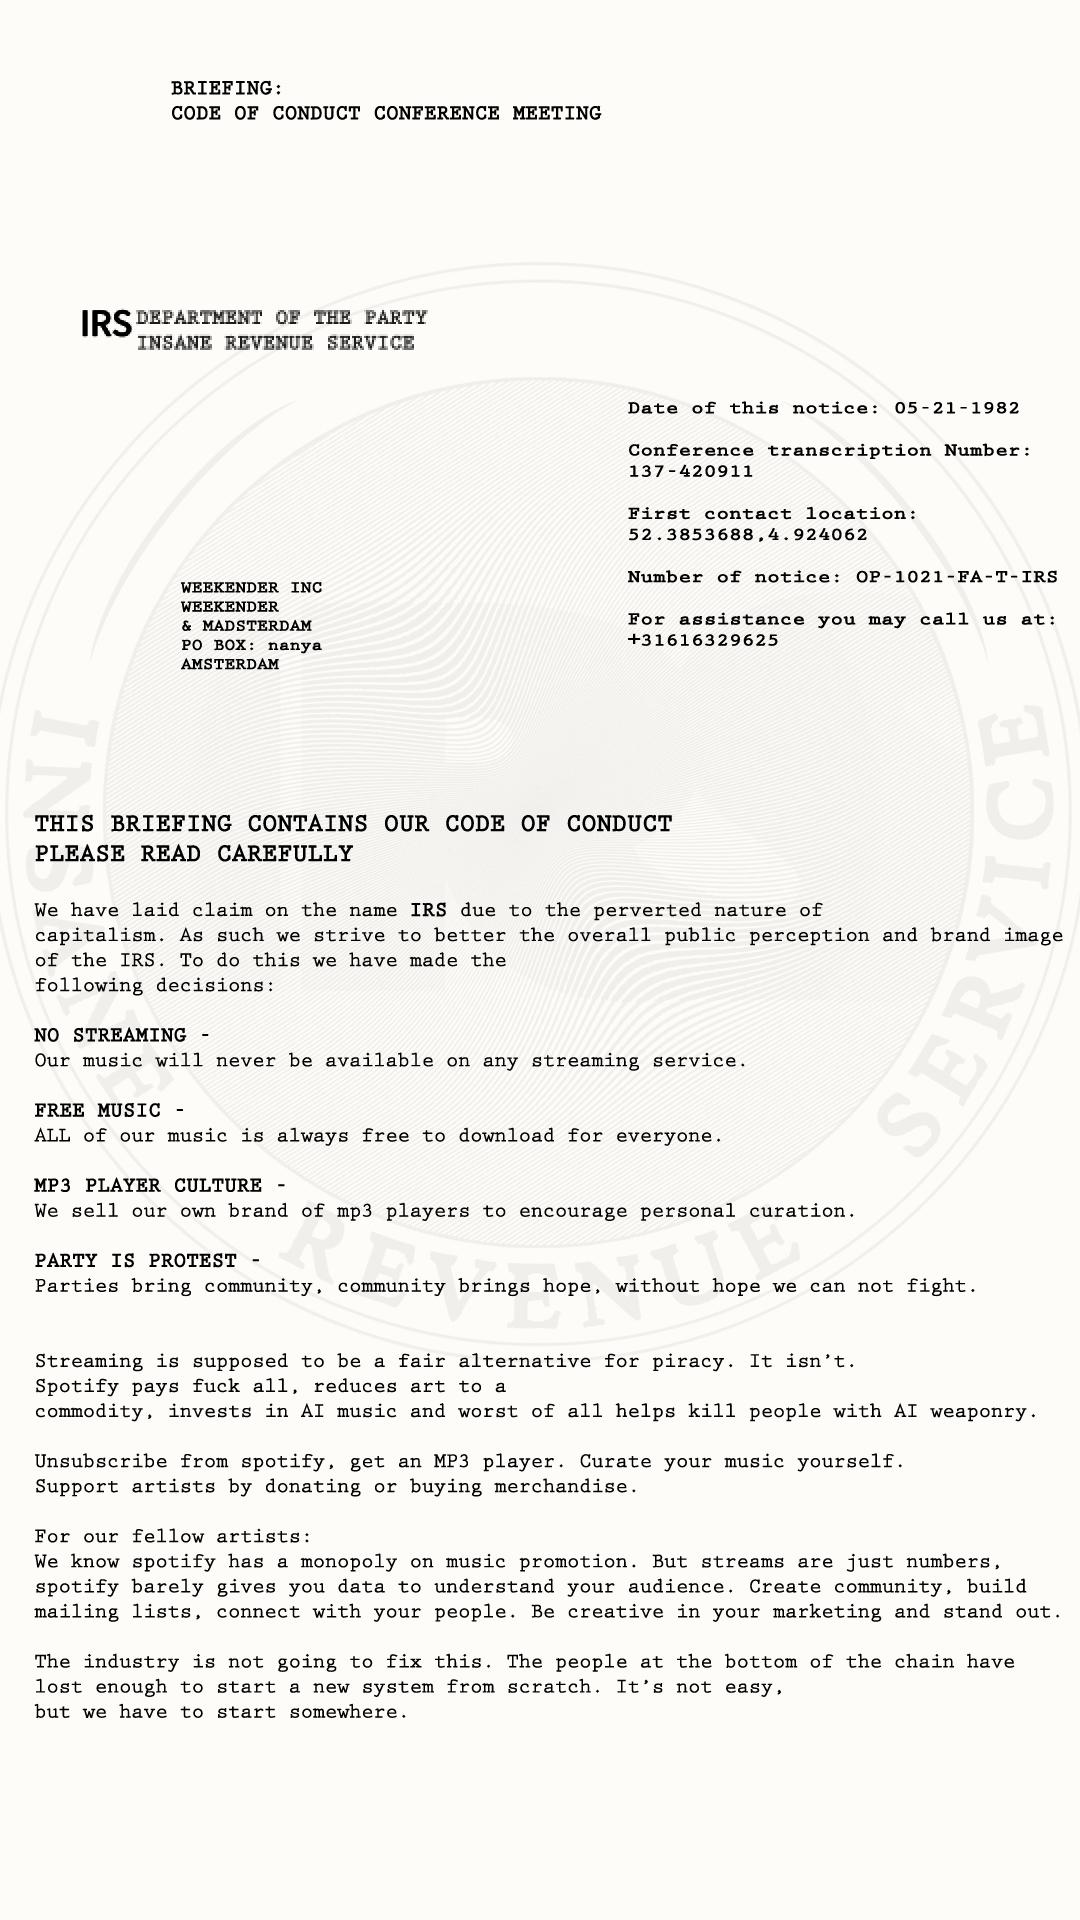 BRIEFING:
CODE OF CONDUCT CONFERENCE MEETING
IRS DEPARTMENT OF THE PARTY
INSANE REVENUE SERVICE
Date of this notice: 05-21-1982
Conference transcription Number:
137-420911
First contact location:
52.3853688,4.924062
Number of notice: OP-1021-FA-T-IRS
For assistance you may call us at:
+31616329625
WEEKENDER INC
WEEKENDER
& MADSTERDAM
PO BOX: nanya
AMSTERDAM
THIS BRIEFING CONTAINS OUR CODE OF CONDUCT
PLEASE READ CAREFULLY
We have laid claim on the name IRS due to the perverted nature of
capitalism. As such we strive to better the overall public perception and brand image
of the IRS. To do this we have made the
following decisions:
NO STREAMING -
Our music will never be available on any streaming service.
FREE MUSIC -
ALL of our music is always free to download for everyone.
MP3 PLAYER CULTURE -
We sell our own brand of mp3 players to encourage personal curation.
PARTY IS PROTEST -
Parties bring community, community brings hope, without hope we can not fight.
Streaming is supposed to be a fair alternative for piracy. It isn't.
Spotify pays fuck all, reduces art to a
commodity, invests in AI music and worst of all helps kill people with AI weaponry.
Unsubscribe from spotify, get an MP3 player. Curate your music yourself.
Support artists by donating or buying merchandise.
For our fellow artists:
We know spotify has a monopoly on music promotion. But streams are just numbers,
spotify barely gives you data to understand your audience. Create community, build
mailing lists, connect with your people. Be creative in your marketing and stand out.
The industry is not going to fix this. The people at the bottom of the chain have
lost enough to start a new system from scratch. It's not easy,
but we have to start somewhere.
INSANE REVENUE SERVICE